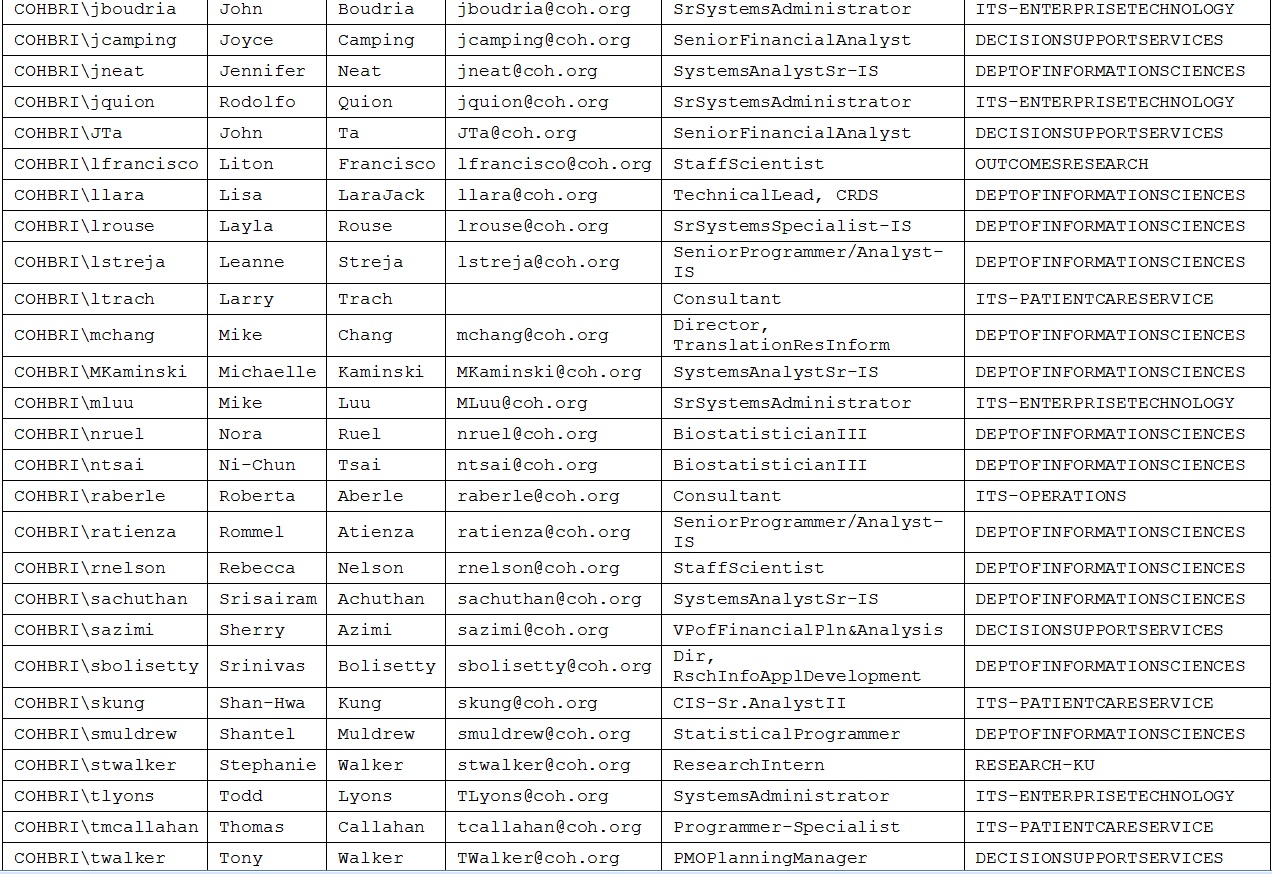 COHBRI\jboudria John Boudria jboudria@coh.org SrSystemsAdministrator ITS-ENTERPRISETECHNOLOGY
COHBRI\jcamping Joyce Camping jcamping@coh.org SeniorFinancialAnalyst DECISIONSUPPORTSERVICES
COHBRI\jneat Jennifer Neat jneat@coh.org SystemsAnalystSr-IS DEPTOFINFORMATIONSCIENCES
COHBRI\jquion Rodolfo Quion jquion@coh.org SrSystemsAdministrator ITS-ENTERPRISETECHNOLOGY
COHBRI\JTa John Ta JTa@coh.org SeniorFinancialAnalyst DECISIONSUPPORTSERVICES
COHBRI\lfrancisco Liton Francisco lfrancisco@coh.org StaffScientist OUTCOMESRESEARCH
COHBRI\llara Lisa LaraJack llara@coh.org TechnicalLead, CRDS DEPTOFINFORMATIONSCIENCES
COHBRI\lrouse Layla Rouse lrouse@coh.org SrSystemsSpecialist-IS DEPTOFINFORMATIONSCIENCES
COHBRI\lstreja Leanne Streja lstreja@coh.org SeniorProgrammer/Analyst-
IS DEPTOFINFORMATIONSCIENCES
COHBRI\ltrach Larry Trach Consultant ITS-PATIENTCARESERVICE
COHBRI\mchang Mike Chang mchang@coh.org Director,
TranslationResInform DEPTOFINFORMATIONSCIENCES
COHBRI\MKaminski Michaelle Kaminski MKaminski@coh.org SystemsAnalystSr-IS DEPTOFINFORMATIONSCIENCES
COHBRI\mluu Mike Luu MLuu@coh.org SrSystemsAdministrator ITS-ENTERPRISETECHNOLOGY
COHBRI\nruel Nora Ruel nruel@coh.org BiostatisticianIII DEPTOFINFORMATIONSCIENCES
COHBRI\ntsai Ni-Chun Tsai ntsai@coh.org BiostatisticianIII DEPTOFINFORMATIONSCIENCES
COHBRI\raberle Roberta Aberle raberle@coh.org Consultant ITS-OPERATIONS
COHBRI\ratienza Rommel Atienza ratienza@coh.org SeniorProgrammer/Analyst-
IS DEPTOFINFORMATIONSCIENCES
COHBRI\rnelson Rebecca Nelson rnelson@coh.org StaffScientist DEPTOFINFORMATIONSCIENCES
COHBRI\sachuthan Srisairam Achuthan sachuthan@coh.org SystemsAnalystSr-IS DEPTOFINFORMATIONSCIENCES
COHBRI\sazimi Sherry Azimi sazimi@coh.org VPofFinancialPln&Analysis DECISIONSUPPORTSERVICES
COHBRI\sbolisetty Srinivas Bolisetty sbolisetty@coh.org Dir,
RschInfoApplDevelopment DEPTOFINFORMATIONSCIENCES
COHBRI\skung Shan-Hwa Kung skung@coh.org CIS-Sr.AnalystII ITS-PATIENTCARESERVICE
COHBRI\smuldrew Shantel Muldrew smuldrew@coh.org StatisticalProgrammer DEPTOFINFORMATIONSCIENCES
COHBRI\stwalker Stephanie Walker stwalker@coh.org ResearchIntern RESEARCH-KU
COHBRI\tlyons Todd Lyons TLyons@coh.org SystemsAdministrator ITS-ENTERPRISETECHNOLOGY
COHBRI\tmcallahan Thomas Callahan tcallahan@coh.org Programmer-Specialist ITS-PATIENTCARESERVICE
COHBRI\twalker Tony Walker TWalker@coh.org PMOPlanningManager DECISIONSUPPORTSERVICES